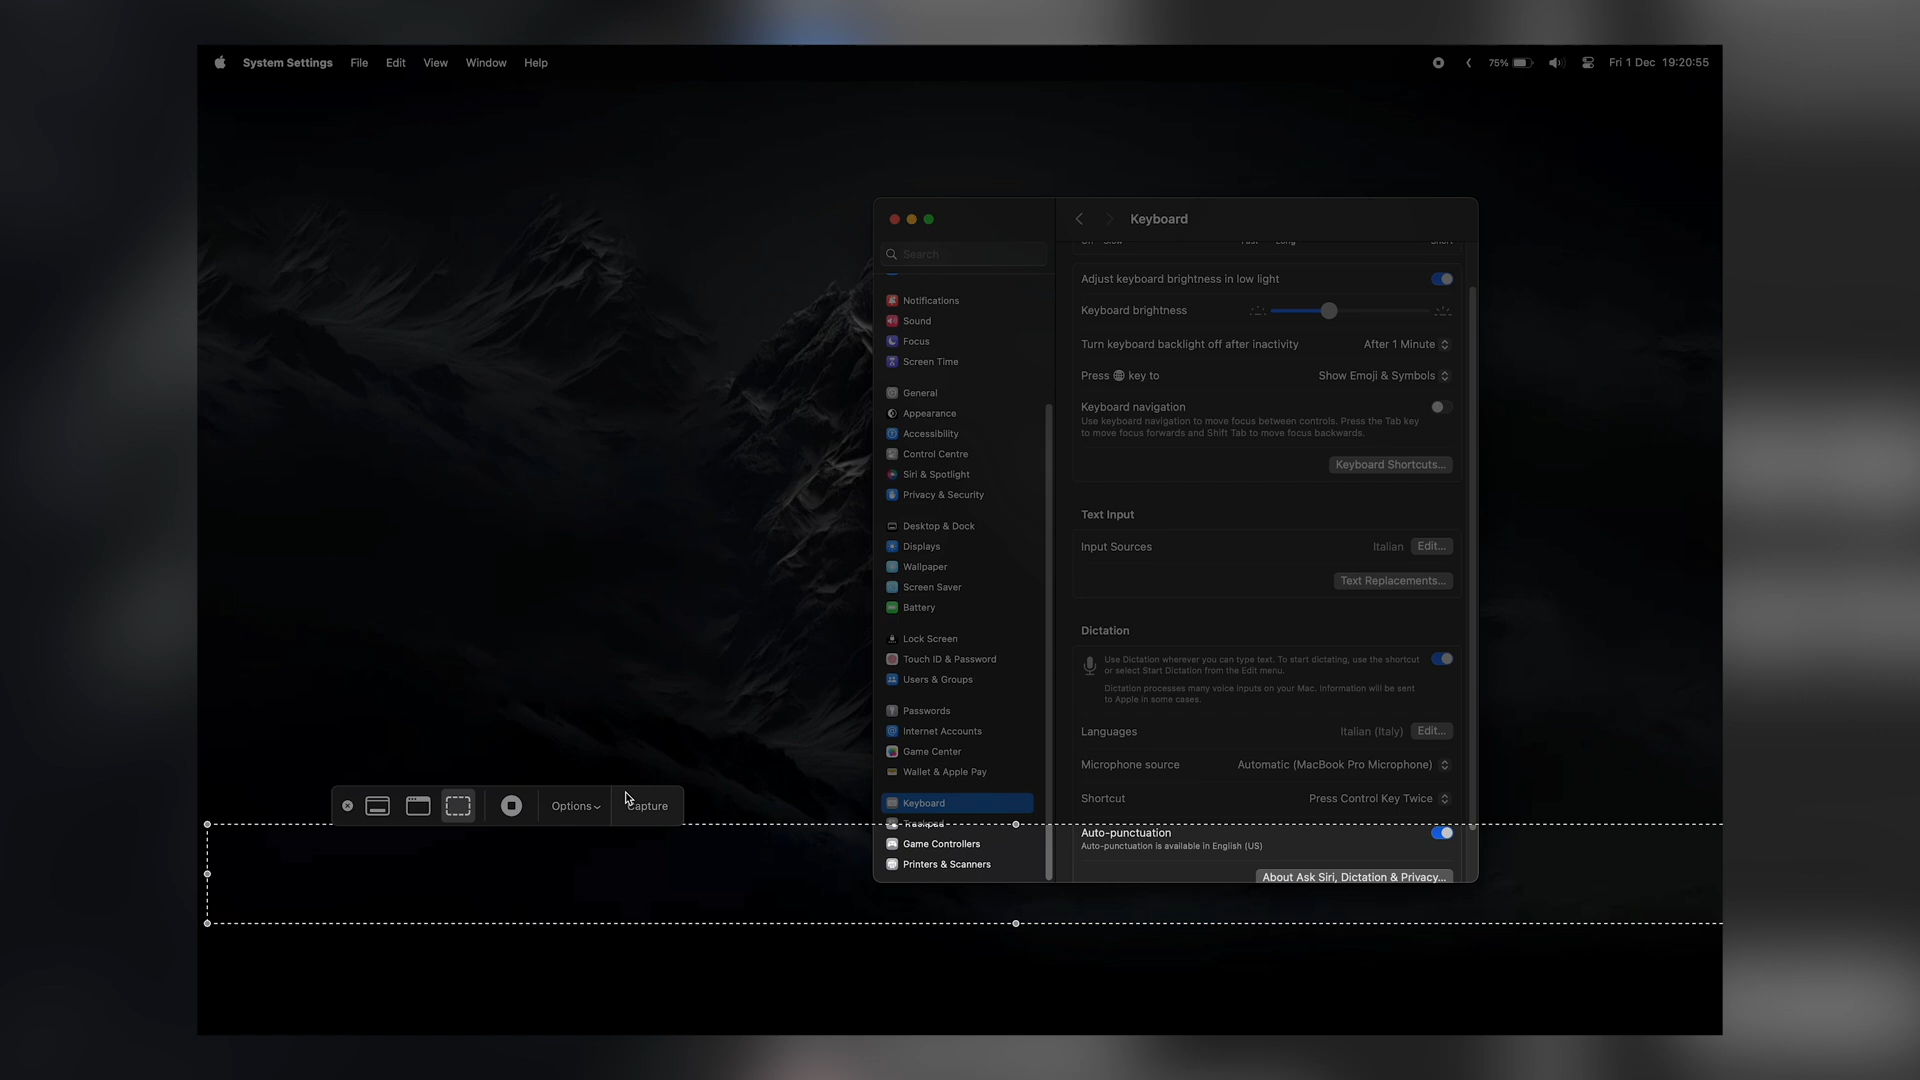 System Settings File Edit View Window Help
75% Fri 1 Dec 19:20:55
Keyboard
Search
Notifications
Sound
Focus
Screen Time
General
Appearance
Accessibility
Control Centre
Siri & Spotlight
Privacy & Security
Desktop & Dock
Displays
Wallpaper
Screen Saver
Battery
Lock Screen
Touch ID & Password
Users & Groups
Passwords
Internet Accounts
Game Center
Wallet & Apple Pay
Keyboard
Trackpad
Game Controllers
Printers & Scanners
Adjust keyboard brightness in low light
Keyboard brightness
Turn keyboard backlight off after inactivity After 1 Minute
Press key to Show Emoji & Symbols
Keyboard navigation
Use keyboard navigation to move focus between controls. Press the Tab key
to move focus forwards and Shift Tab to move focus backwards.
Keyboard Shortcuts...
Text Input
Input Sources Italian Edit...
Text Replacements...
Dictation
Use Dictation wherever you can type text. To start dictating, use the shortcut
or select Start Dictation from the Edit menu.
Dictation processes many voice inputs on your Mac. Information will be sent
to Apple in some cases.
Languages Italian (Italy) Edit...
Microphone source Automatic (MacBook Pro Microphone)
Shortcut Press Control Key Twice
Auto-punctuation
Auto-punctuation is available in English (US)
About Ask Siri, Dictation & Privacy...
Options Capture